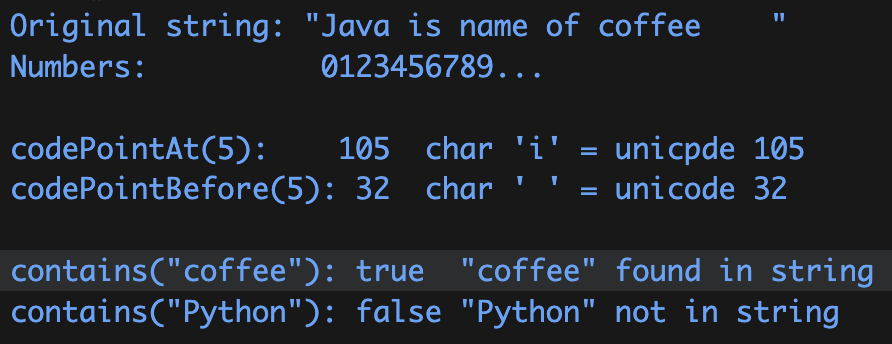 Original string: "Java is name of coffee    "
Numbers:          0123456789...
codePointAt(5):    105  char 'i' = unicpde 105
codePointBefore(5): 32  char ' ' = unicode 32
contains("coffee"): true  "coffee" found in string
contains("Python"): false "Python" not in string